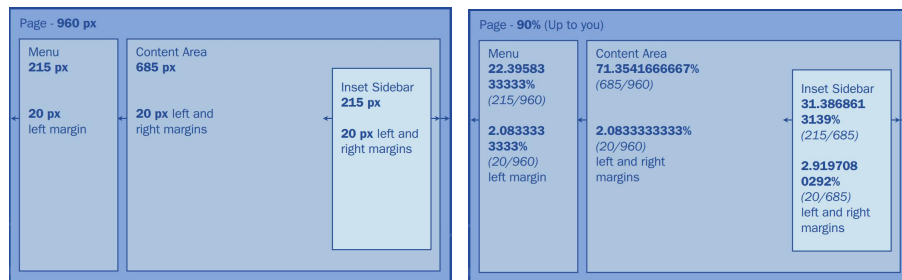 Page - 960 px
Menu
215 px
20 px
left margin
Content Area
685 px
20 px left and
right margins
Inset Sidebar
215 px
20 px left and
right margins
Page - 90% (Up to you)
Menu
22.39583
33333%
(215/960)
2.083333
3333%
(20/960)
left margin
Content Area
71.3541666667%
(685/960)
2.0833333333%
(20/960)
left and right
margins
Inset Sidebar
31.386861
3139%
(215/685)
2.919708
0292%
(20/685)
left and right
margins